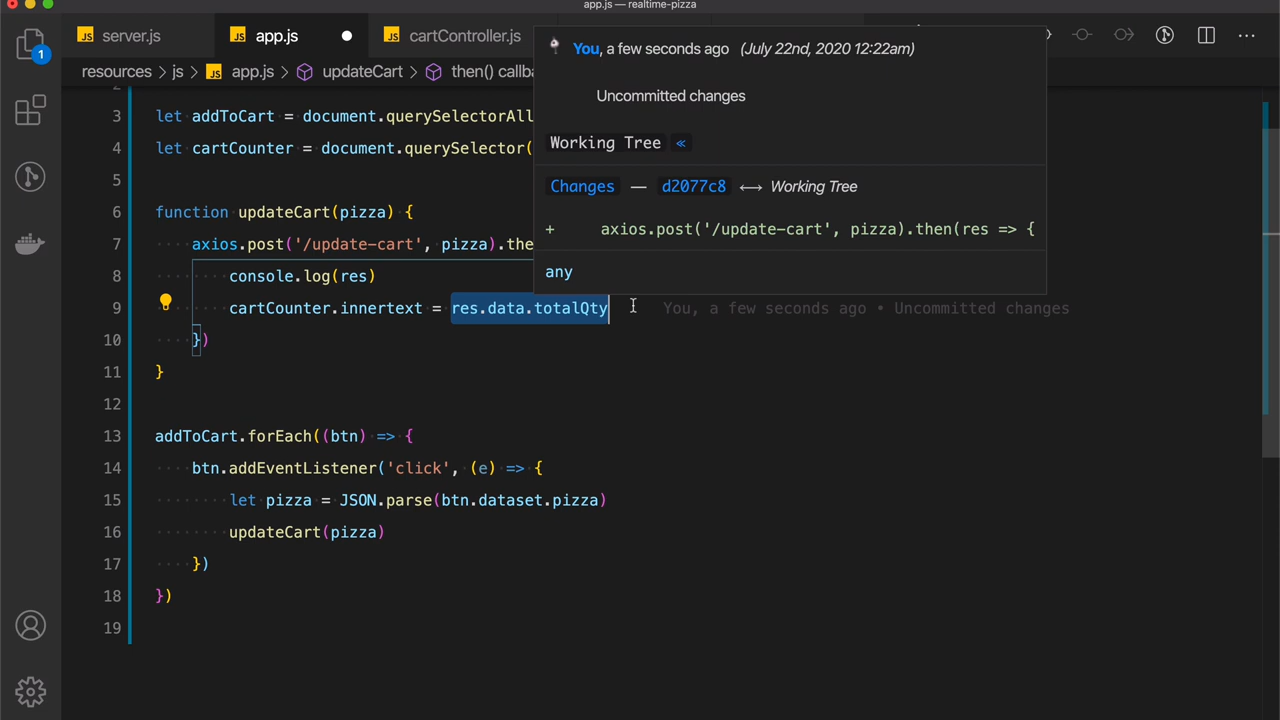 app.js — realtime-pizza
1
JS server.js
JS app.js
JS cartController.js
resources > js > JS app.js > updateCart > then() callba
You, a few seconds ago (July 22nd, 2020 12:22am)
Uncommitted changes
Working Tree «
Changes — d2077c8 ⟷ Working Tree
+ axios.post('/update-cart', pizza).then(res => {
any
3 let addToCart = document.querySelectorAll
4 let cartCounter = document.querySelector(
5
6 function updateCart(pizza) {
7 axios.post('/update-cart', pizza).the
8 console.log(res)
9 cartCounter.innertext = res.data.totalQty You, a few seconds ago • Uncommitted changes
10 })
11 }
12
13 addToCart.forEach((btn) => {
14 btn.addEventListener('click', (e) => {
15 let pizza = JSON.parse(btn.dataset.pizza)
16 updateCart(pizza)
17 })
18 })
19